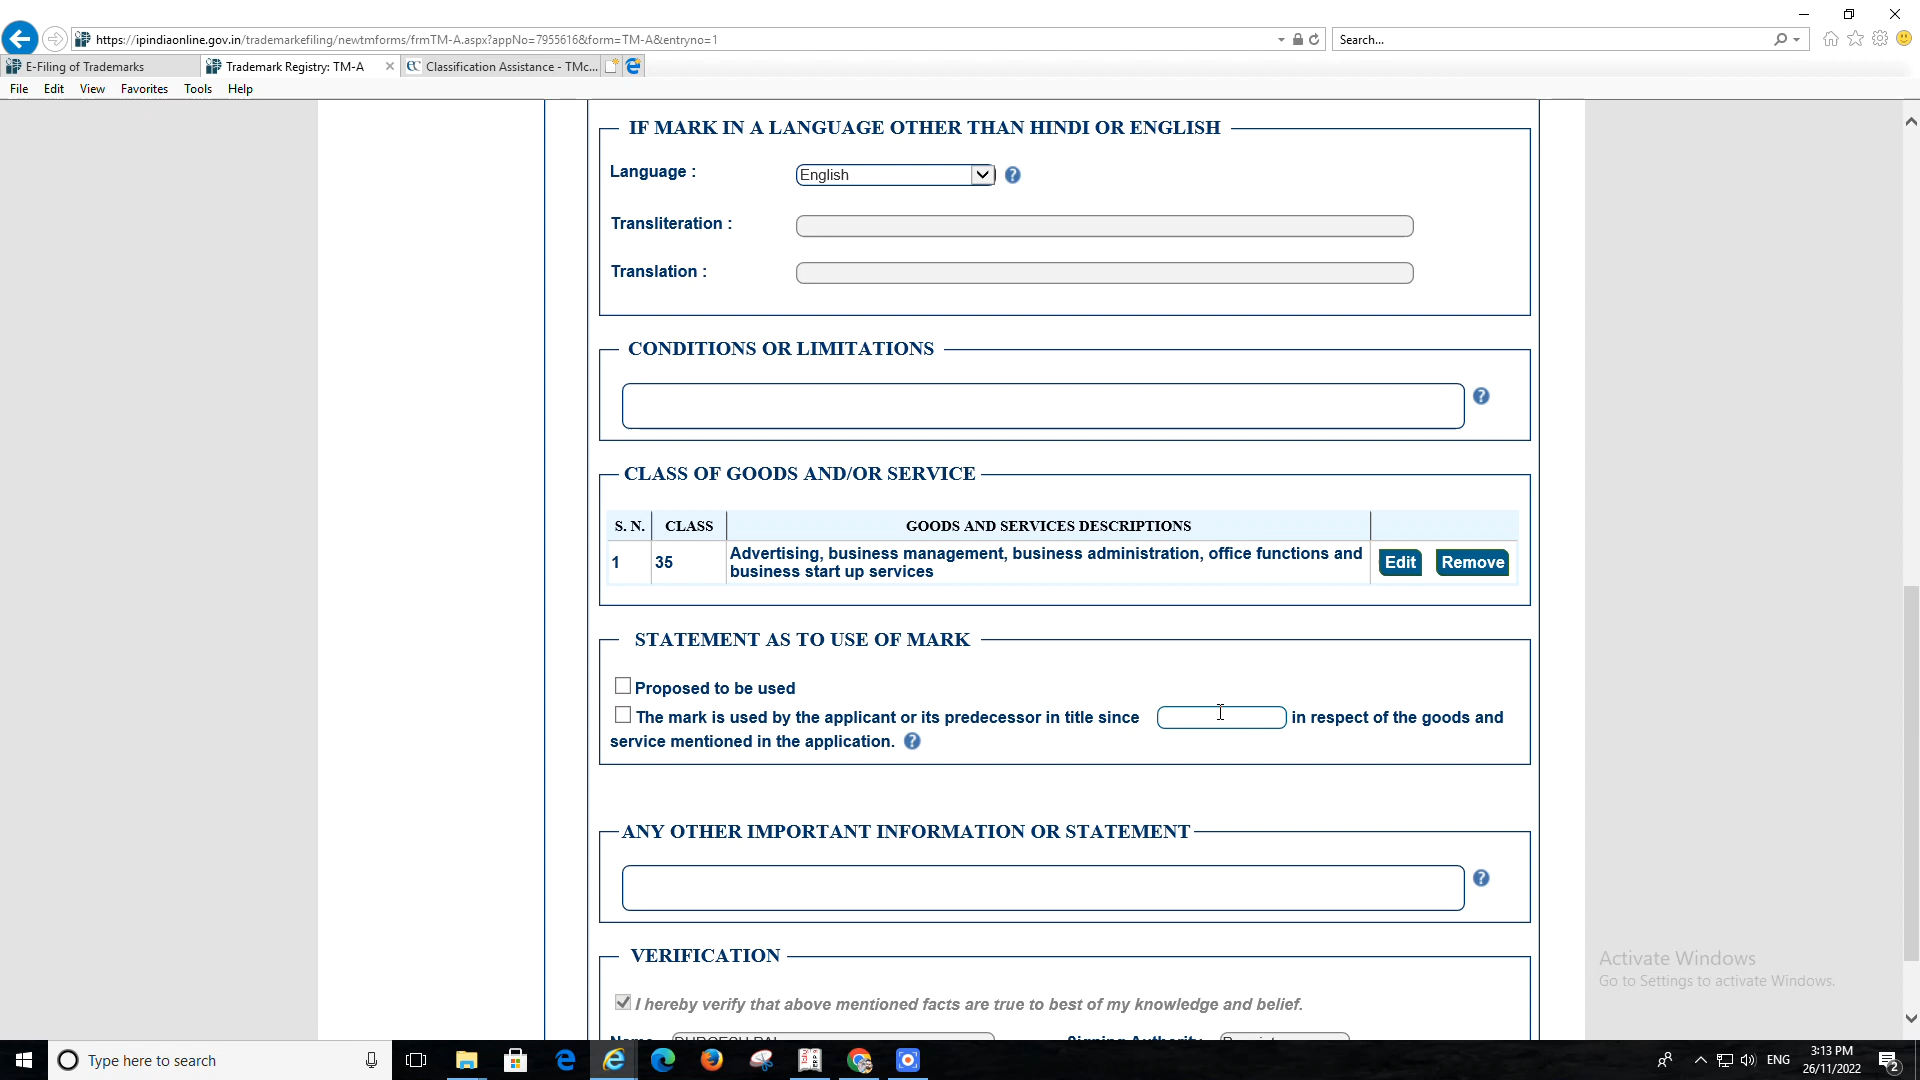 https://ipindiaonline.gov.in/trademarkefiling/newtmforms/frmTM-A.aspx?appNo=7955616&form=TM-A&entryno=1
Search...
E-Filing of Trademarks
Trademark Registry: TM-A
Classification Assistance - TMc...
File Edit View Favorites Tools Help
IF MARK IN A LANGUAGE OTHER THAN HINDI OR ENGLISH
Language : English
Transliteration :
Translation :
CONDITIONS OR LIMITATIONS
CLASS OF GOODS AND/OR SERVICE
S. N. CLASS GOODS AND SERVICES DESCRIPTIONS
1 35 Advertising, business management, business administration, office functions and
business start up services
Edit Remove
STATEMENT AS TO USE OF MARK
Proposed to be used
The mark is used by the applicant or its predecessor in title since in respect of the goods and
service mentioned in the application.
ANY OTHER IMPORTANT INFORMATION OR STATEMENT
VERIFICATION
I hereby verify that above mentioned facts are true to best of my knowledge and belief.
Activate Windows
Go to Settings to activate Windows.
Type here to search
ENG
3:13 PM
26/11/2022
2